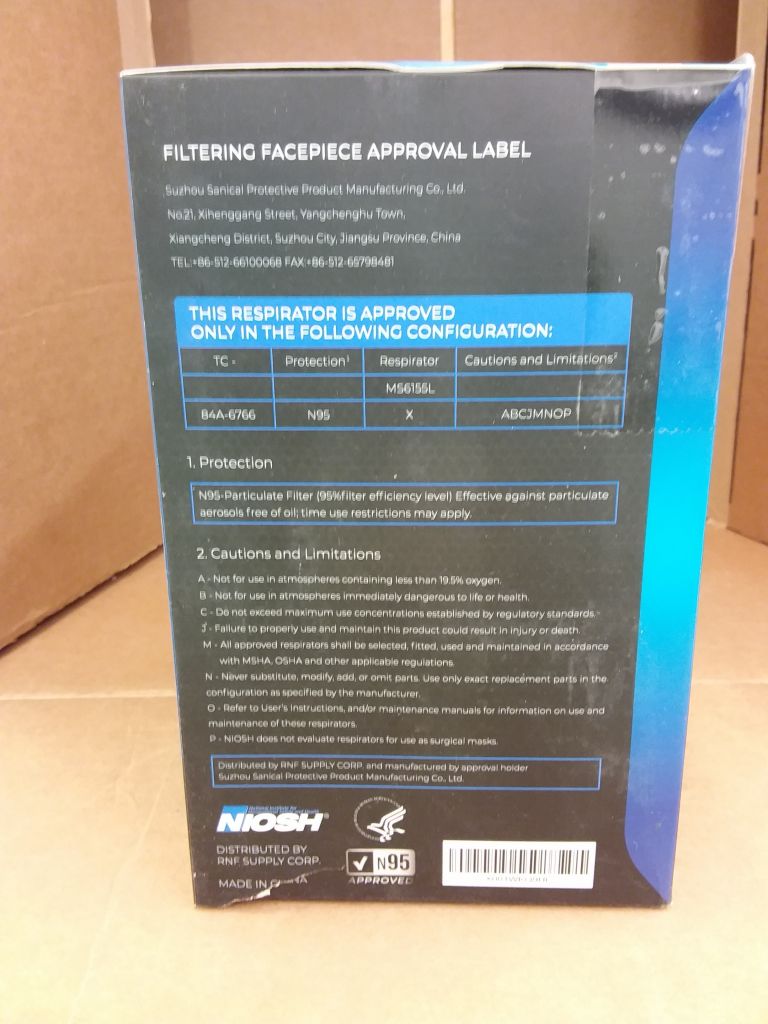 FILTERING FACEPIECE APPROVAL LABEL
Suzhou Sanical Protective Product Manufacturing Co., Ltd.
No.21, Xihenggang Street, Yangchenghu Town,
Xiangcheng District, Suzhou City, Jiangsu Province, China
TEL:+86-512-66100068 FAX:+86-512-65798481
THIS RESPIRATOR IS APPROVED
ONLY IN THE FOLLOWING CONFIGURATION:
TC - Protection¹ Respirator Cautions and Limitations²
MS6155L
84A-6766 N95 X ABCJMNOP
1. Protection
N95-Particulate Filter (95%filter efficiency level) Effective against particulate
aerosols free of oil; time use restrictions may apply.
2. Cautions and Limitations
A - Not for use in atmospheres containing less than 19.5% oxygen.
B - Not for use in atmospheres immediately dangerous to life or health.
C - Do not exceed maximum use concentrations established by regulatory standards.
J - Failure to properly use and maintain this product could result in injury or death.
M - All approved respirators shall be selected, fitted, used and maintained in accordance
with MSHA, OSHA and other applicable regulations.
N - Never substitute, modify, add, or omit parts. Use only exact replacement parts in the
configuration as specified by the manufacturer.
O - Refer to User's Instructions, and/or maintenance manuals for information on use and
maintenance of these respirators.
P - NIOSH does not evaluate respirators for use as surgical masks.
Distributed by RNF SUPPLY CORP. and manufactured by approval holder
Suzhou Sanical Protective Product Manufacturing Co., Ltd.
National Institute for
Occupational Safety and Health
NIOSH®
DISTRIBUTED BY
RNF SUPPLY CORP.
N95
APPROVED
MADE IN CHINA